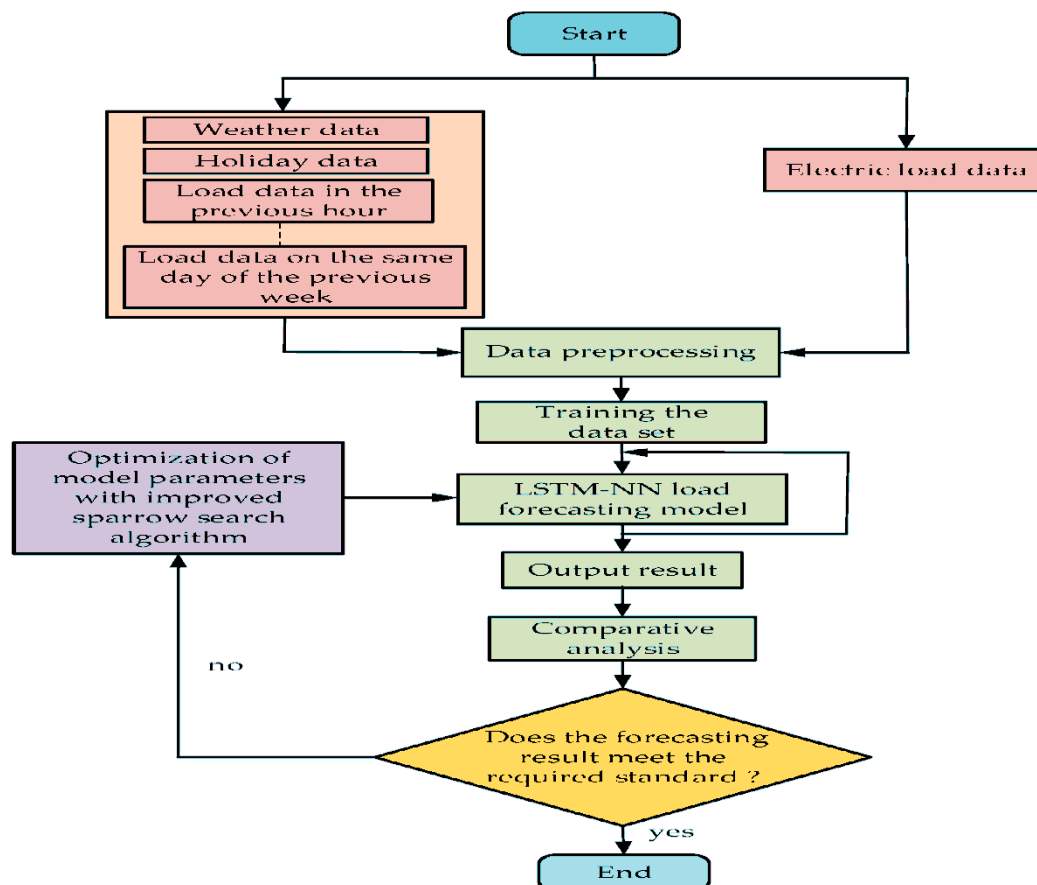 Start
Weather data
Holiday data
Load data in the
previous hour
Load data on the same
day of the previous
week
Electric load data
Data preprocessing
Training the
data set
Optimization of
model parameters
with improved
sparrow search
algorithm
LSTM-NN load
forecasting model
Output result
Comparative
analysis
no
Does the forecasting
result meet the
required standard ?
yes
End